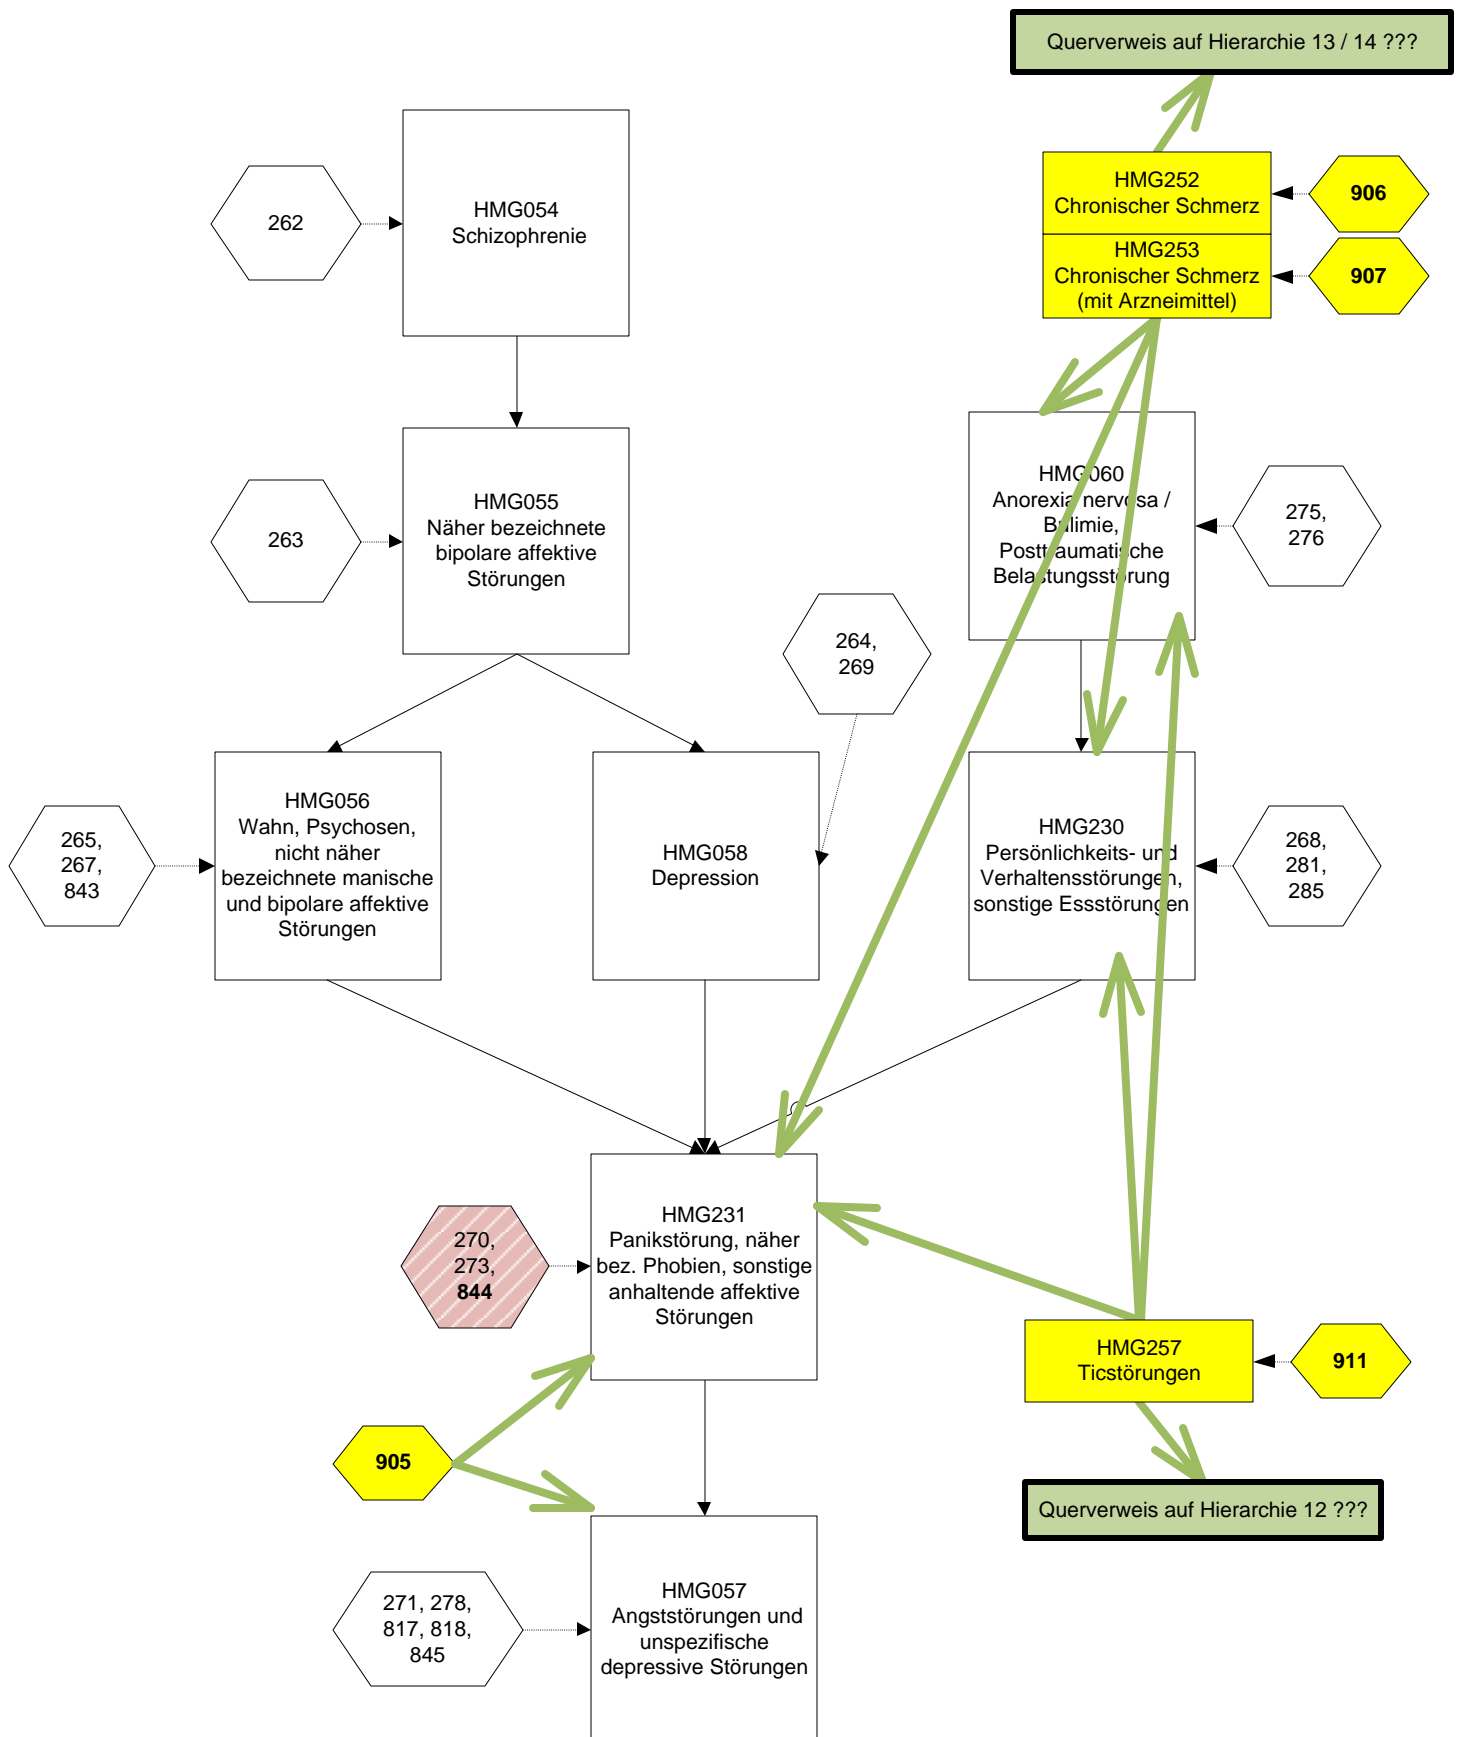 Querverweis auf Hierarchie 13 / 14 ???
262
HMG054
Schizophrenie
HMG252
Chronischer Schmerz
906
HMG253
Chronischer Schmerz
(mit Arzneimittel)
907
263
HMG055
Näher bezeichnete
bipolare affektive
Störungen
HMG060
Anorexia nervosa /
Bulimie,
Posttraumatische
Belastungsstörung
275,
276
264,
269
265,
267,
843
HMG056
Wahn, Psychosen,
nicht näher
bezeichnete manische
und bipolare affektive
Störungen
HMG058
Depression
HMG230
Persönlichkeits- und
Verhaltensstörungen,
sonstige Essstörungen
268,
281,
285
270,
273,
844
HMG231
Panikstörung, näher
bez. Phobien, sonstige
anhaltende affektive
Störungen
HMG257
Ticstörungen
911
905
Querverweis auf Hierarchie 12 ???
271, 278,
817, 818,
845
HMG057
Angststörungen und
unspezifische
depressive Störungen